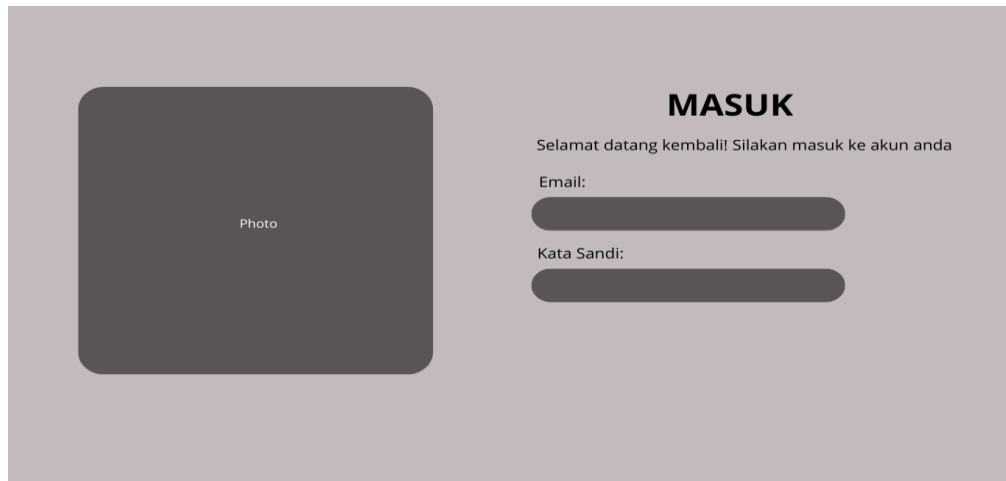 Photo
MASUK
Selamat datang kembali! Silakan masuk ke akun anda
Email:
Kata Sandi: